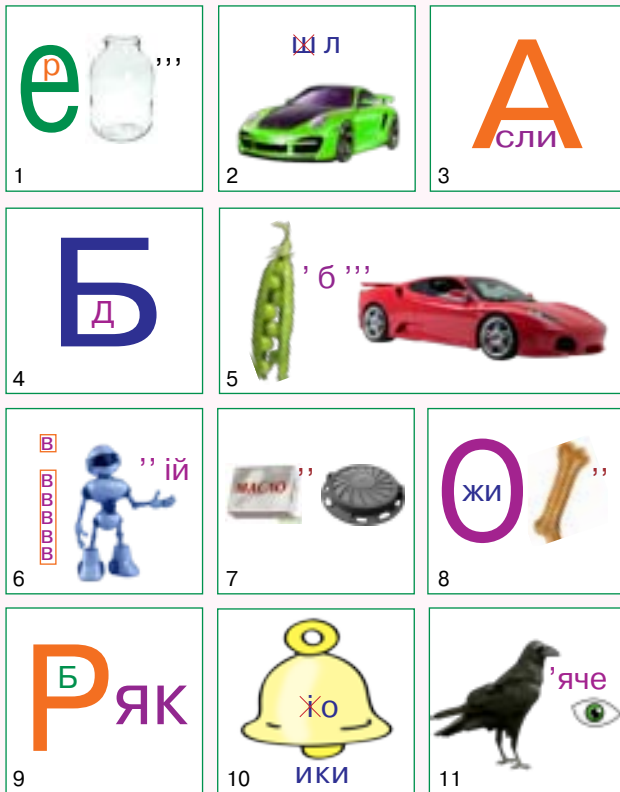 е
р
’’’
1
ш л
2
А
сли
3
Б
д
4
’ б ’’’
5
в
в
в
в
в
в
’’ ій
6
МАСЛО
’’
7
О
жи
’’
8
Р
Б
як
9
і о
ики
10
’яче
11